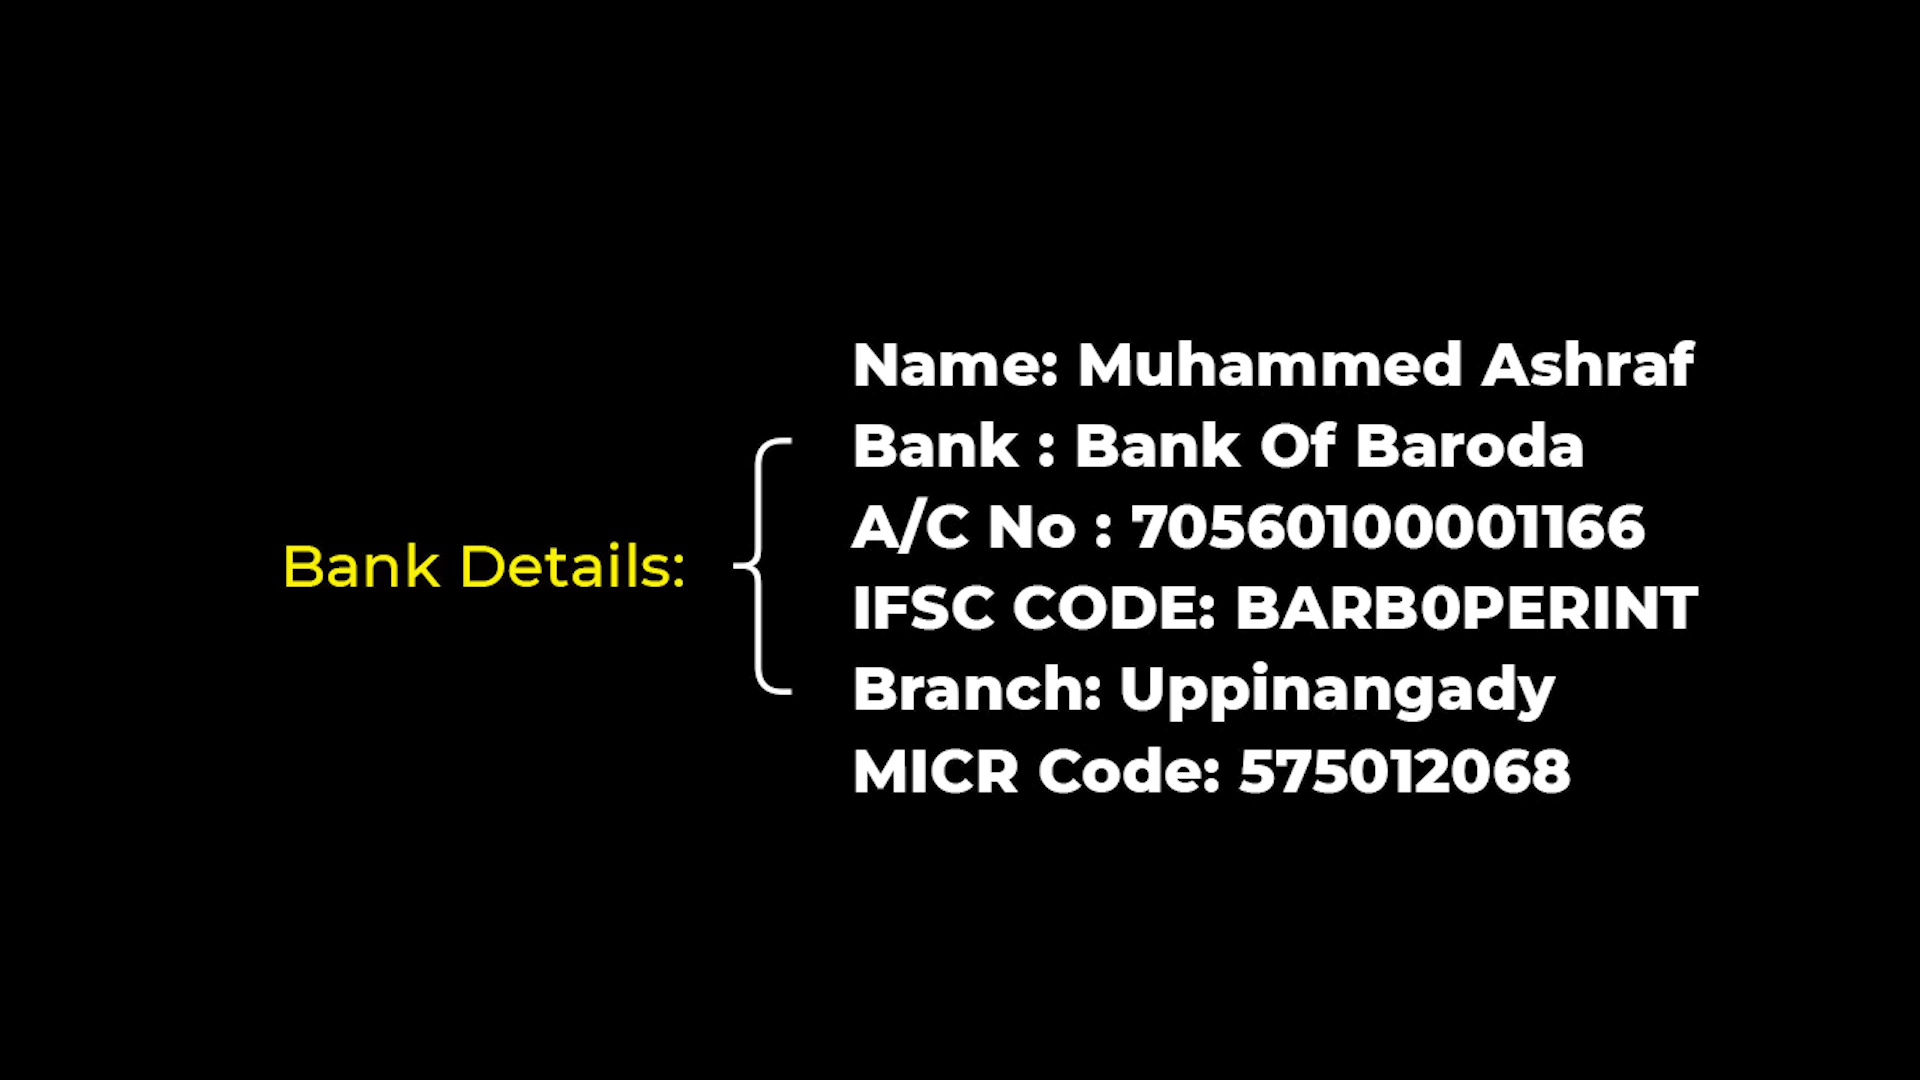 Name: Muhammed Ashraf
Bank : Bank Of Baroda
A/C No : 70560100001166
Bank Details:
IFSC CODE: BARB0PERINT
Branch: Uppinangady
MICR Code: 575012068